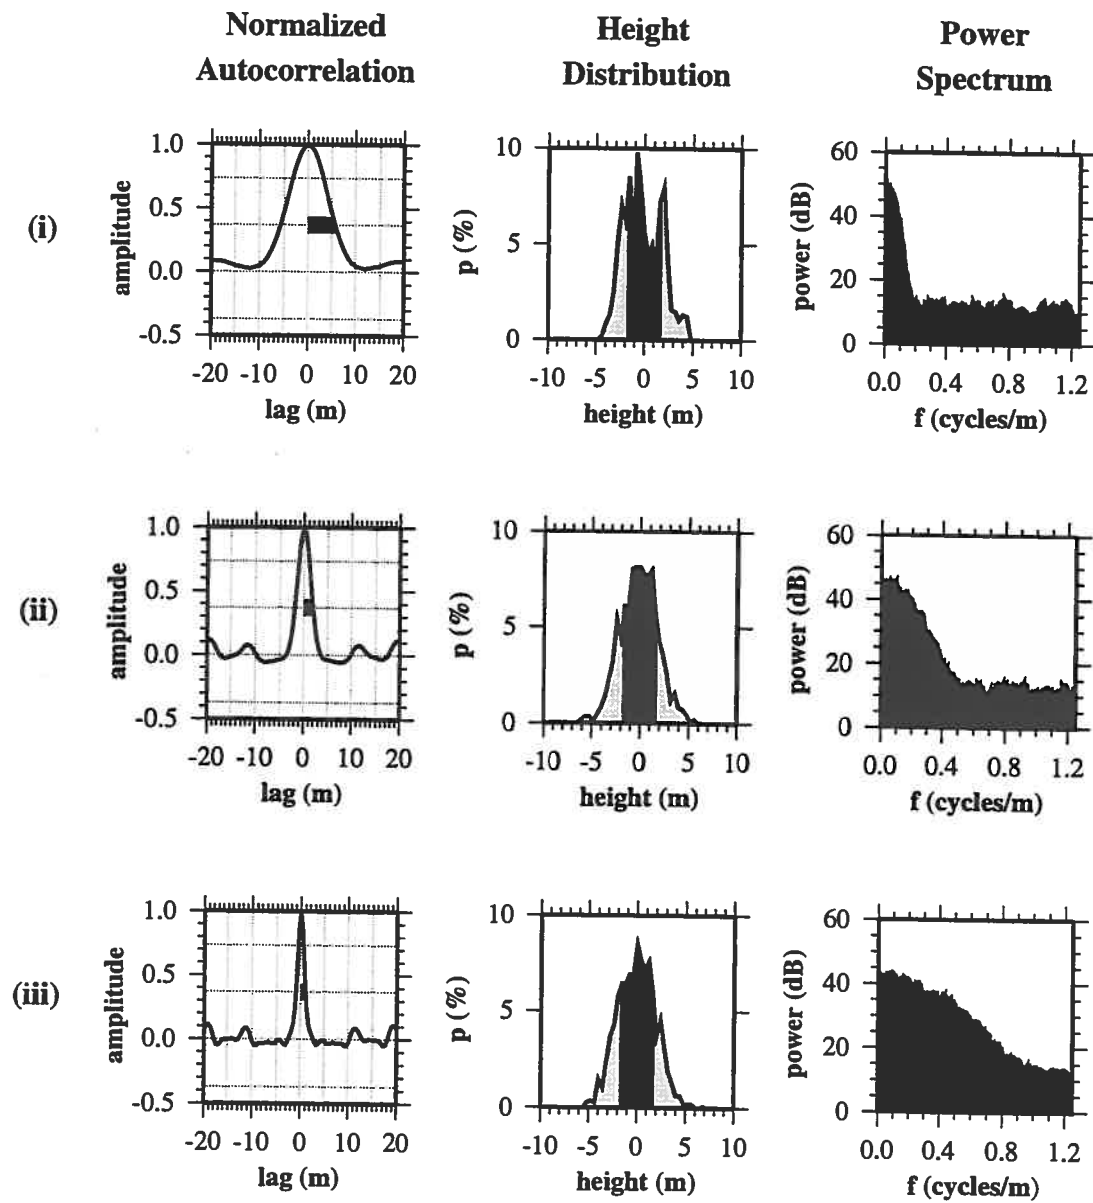 Normalized Autocorrelation
Height Distribution
Power Spectrum
(i)
amplitude
1.0
0.5
0.0
-0.5
-20 -10 0 10 20
lag (m)
p (%)
10
5
0
-10 -5 0 5 10
height (m)
power (dB)
60
40
20
0
0.0 0.4 0.8 1.2
f (cycles/m)
(ii)
amplitude
1.0
0.5
0.0
-0.5
-20 -10 0 10 20
lag (m)
p (%)
10
5
0
-10 -5 0 5 10
height (m)
power (dB)
60
40
20
0
0.0 0.4 0.8 1.2
f (cycles/m)
(iii)
amplitude
1.0
0.5
0.0
-0.5
-20 -10 0 10 20
lag (m)
p (%)
10
5
0
-10 -5 0 5 10
height (m)
power (dB)
60
40
20
0
0.0 0.4 0.8 1.2
f (cycles/m)